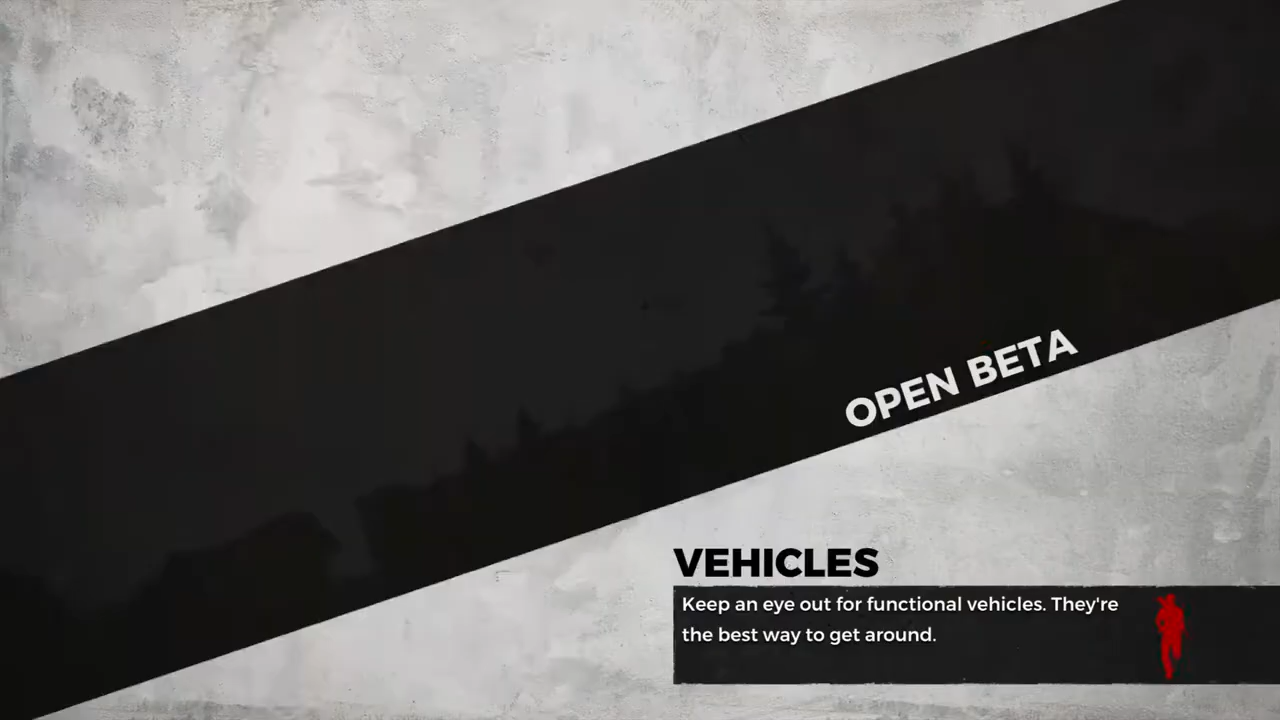 OPEN BETA
VEHICLES
Keep an eye out for functional vehicles. They're
the best way to get around.